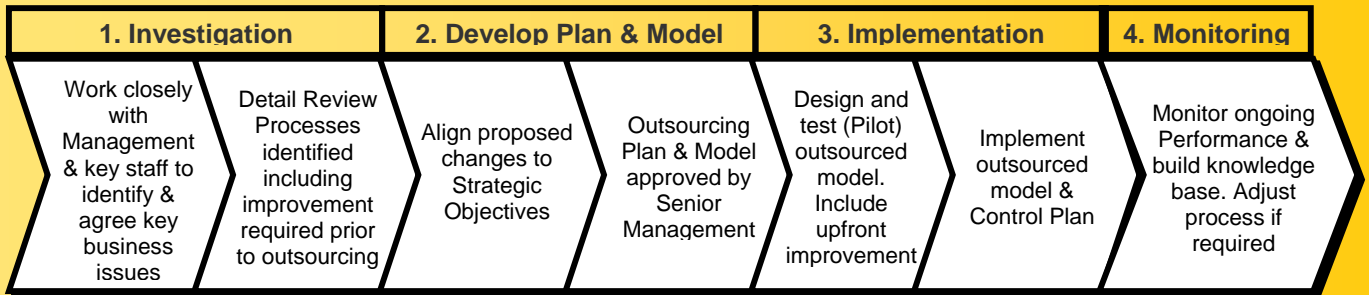 1. Investigation
2. Develop Plan & Model
3. Implementation
4. Monitoring
Work closely
with
Management
& key staff to
identify &
agree key
business
issues
Detail Review
Processes
identified
including
improvement
required prior
to outsourcing
Align proposed
changes to
Strategic
Objectives
Outsourcing
Plan & Model
approved by
Senior
Management
Design and
test (Pilot)
outsourced
model.
Include
upfront
improvement
Implement
outsourced
model &
Control Plan
Monitor ongoing
Performance &
build knowledge
base. Adjust
process if
required